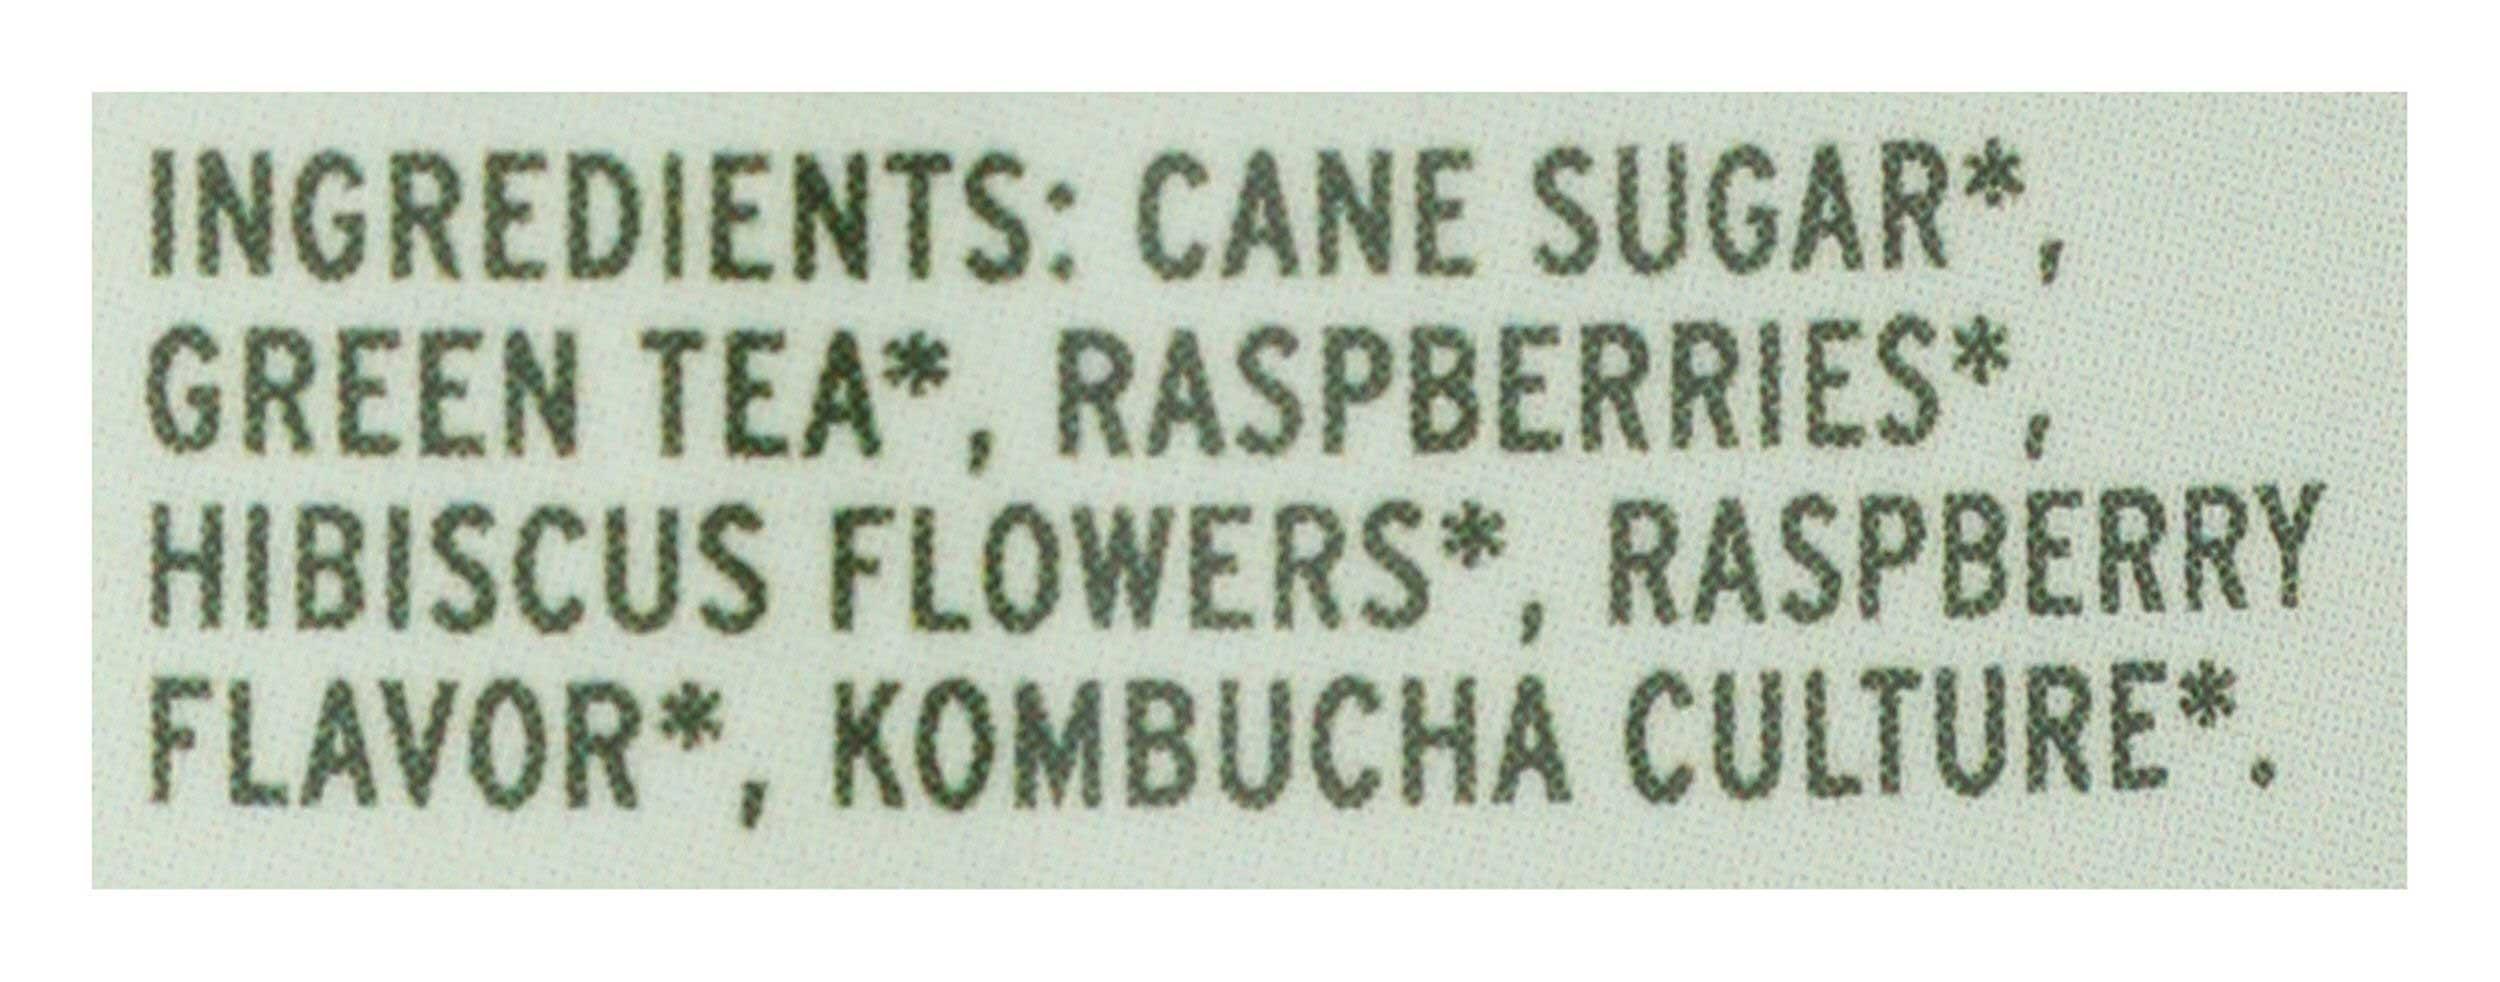 INGREDIENTS: CANE SUGAR*,
GREEN TEA*, RASPBERRIES*,
HIBISCUS FLOWERS*, RASPBERRY
FLAVOR*, KOMBUCHA CULTURE*.